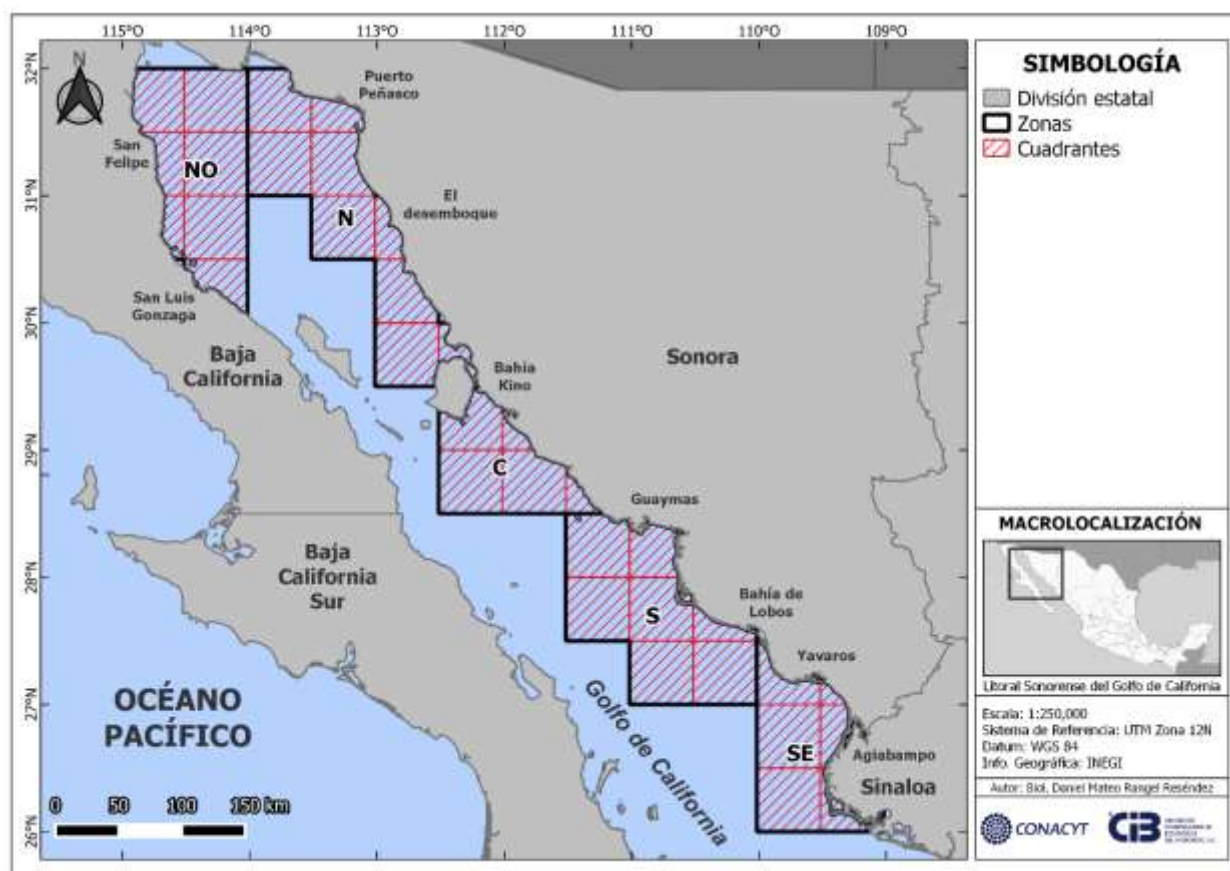 115°O 114°O 113°O 112°O 111°O 110°O 109°O
32°N
31°N
30°N
29°N
28°N
27°N
26°N
N
Puerto
Peñasco
San
Felipe
NO
El
desemboque
N
San Luis
Gonzaga
Baja
California
Sonora
Bahia
Kino
C
Guaymas
Baja
California
Sur
Bahía de
Lobos
S
Yavaros
OCÉANO
PACÍFICO
Golfo de California
SE
Agiabampo
Sinaloa
0 50 100 150 km
SIMBOLOGÍA
División estatal
Zonas
Cuadrantes
MACROLOCALIZACIÓN
Litoral Sonorense del Golfo de California
Escala: 1:250,000
Sistema de Referencia: UTM Zona 12N
Datum: WGS 84
Info. Geográfica: INEGI
Autor: Biol. Daniel Mateo Rangel Reséndez
CONACYT
CIB